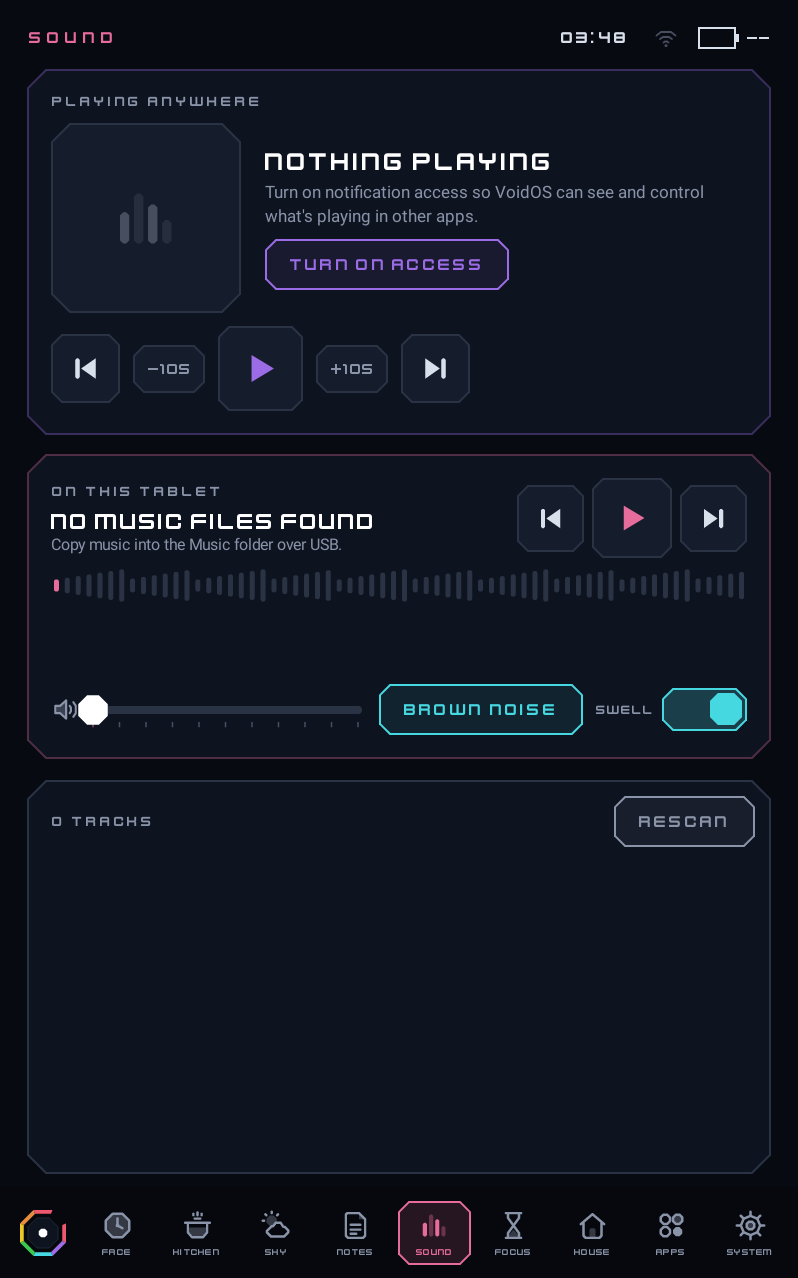 SOUND
03:48
--
PLAYING ANYWHERE
NOTHING PLAYING
Turn on notification access so VoidOS can see and control
what's playing in other apps.
TURN ON ACCESS
-10S
+10S
ON THIS TABLET
NO MUSIC FILES FOUND
Copy music into the Music folder over USB.
BROWN NOISE
SWELL
0 TRACKS
RESCAN
FACE
KITCHEN
SKY
NOTES
SOUND
FOCUS
HOUSE
APPS
SYSTEM